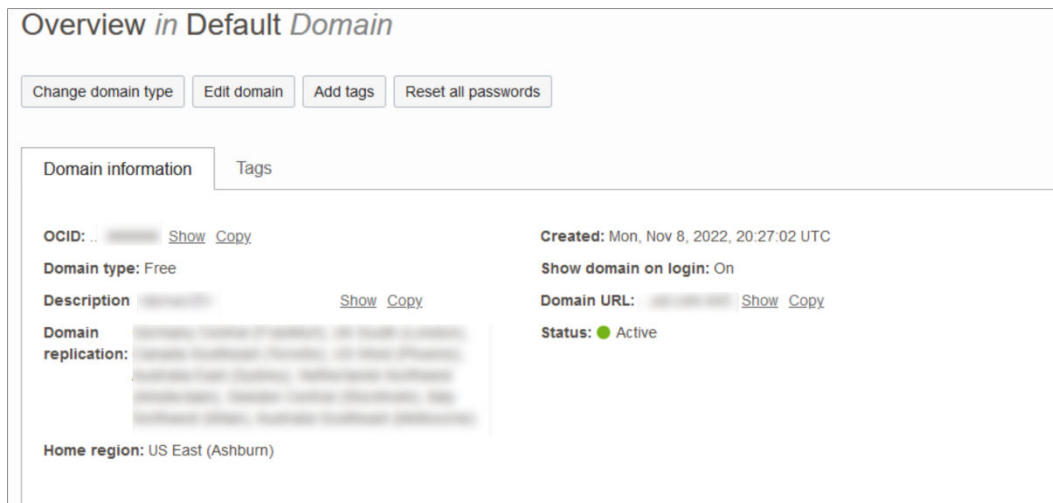 Overview in Default Domain
Change domain type Edit domain Add tags Reset all passwords
Domain information Tags
OCID: .. Show Copy
Created: Mon, Nov 8, 2022, 20:27:02 UTC
Domain type: Free
Show domain on login: On
Description Show Copy
Domain URL: Show Copy
Domain replication:
Status: Active
Home region: US East (Ashburn)